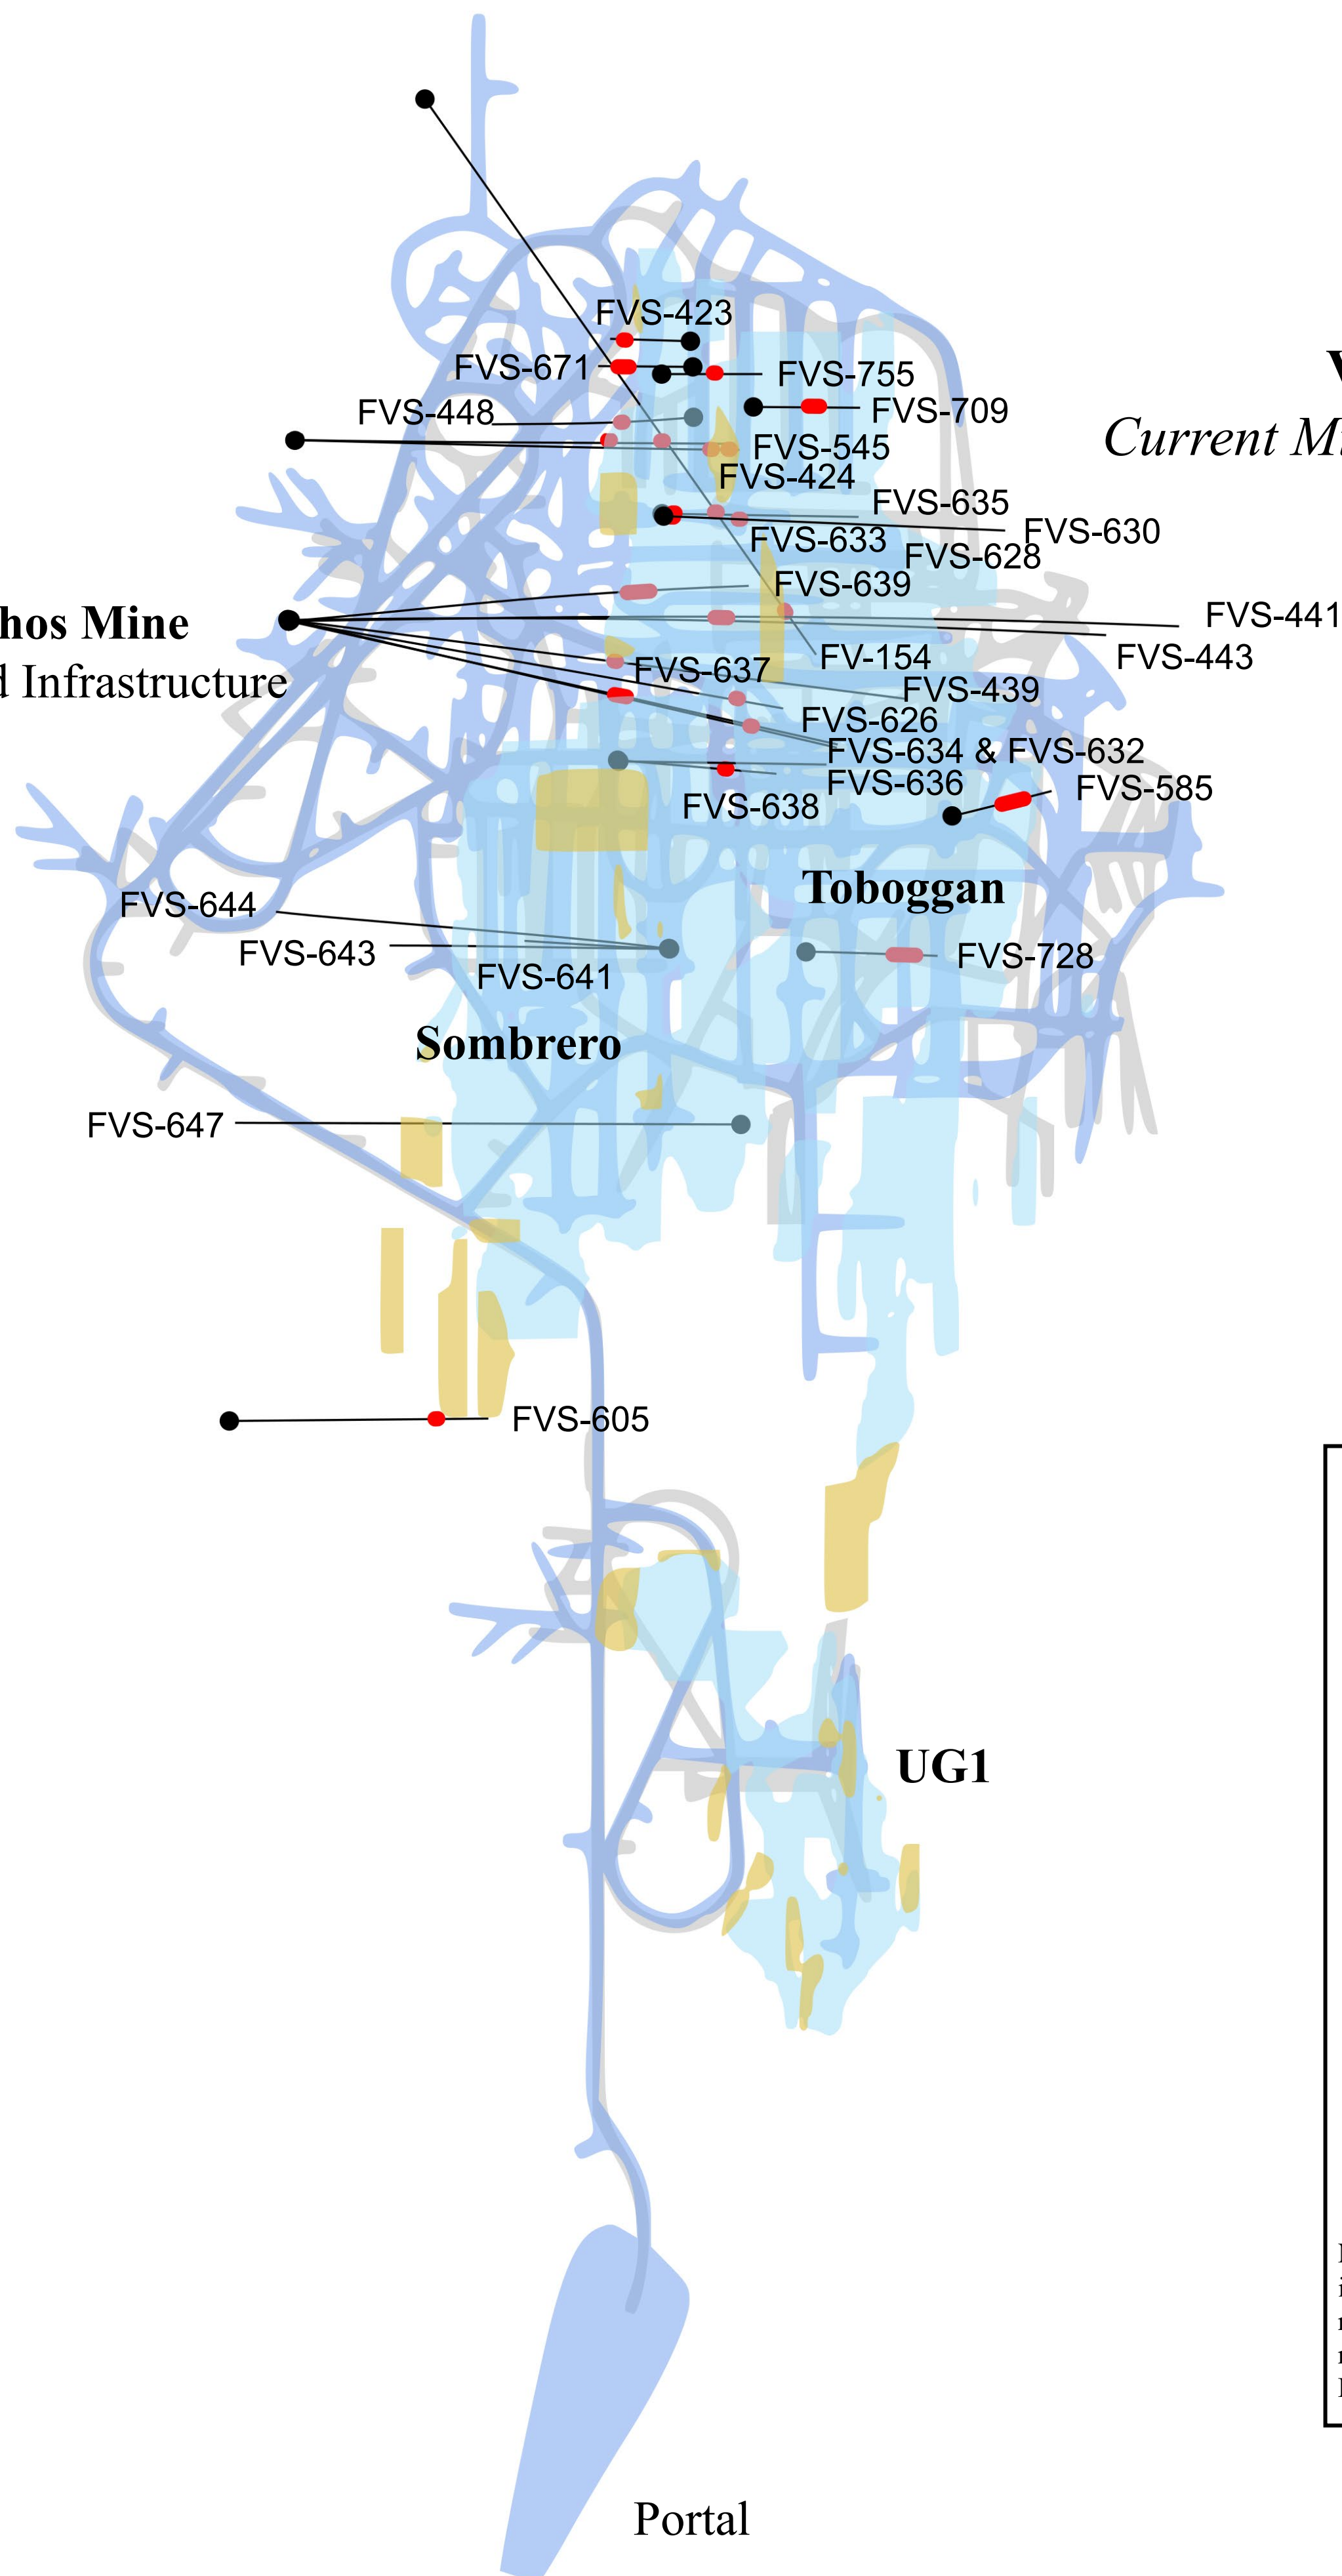 FVS-423
FVS-671
FVS-755
FVS-448
FVS-709
Current
FVS-545
FVS-424
FVS-635
FVS-630
FVS-633
FVS-628
FVS-639
hos Mine
FVS-441
FV-154
FVS-443
FVS-637
d Infrastructure
FVS-439
FVS-626
FVS-634 & FVS-632
FVS-636
FVS-585
FVS-638
Toboggan
FVS-644
FVS-643
FVS-728
FVS-641
Sombrero
FVS-647
FVS-605
UG1
Portal